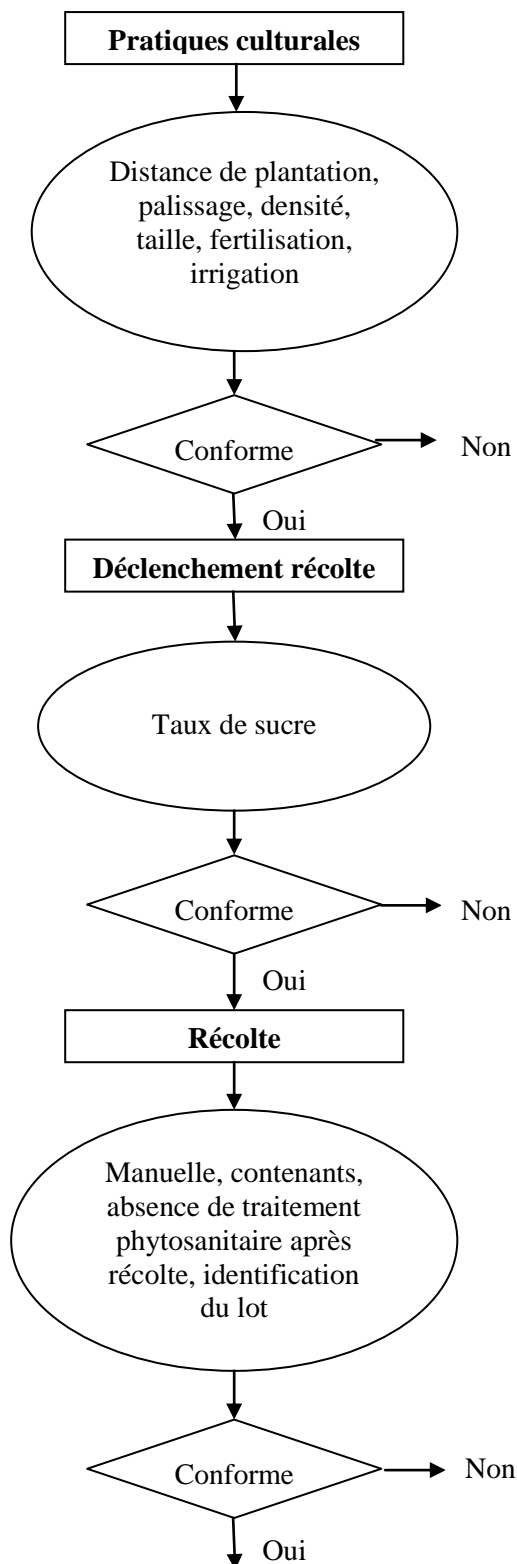 Pratiques culturales
Distance de plantation,
palissage, densité,
taille, fertilisation,
irrigation
Conforme
Non
Oui
Déclenchement récolte
Taux de sucre
Conforme
Non
Oui
Récolte
Manuelle, contenants,
absence de traitement
phytosanitaire après
récolte, identification
du lot
Conforme
Non
Oui